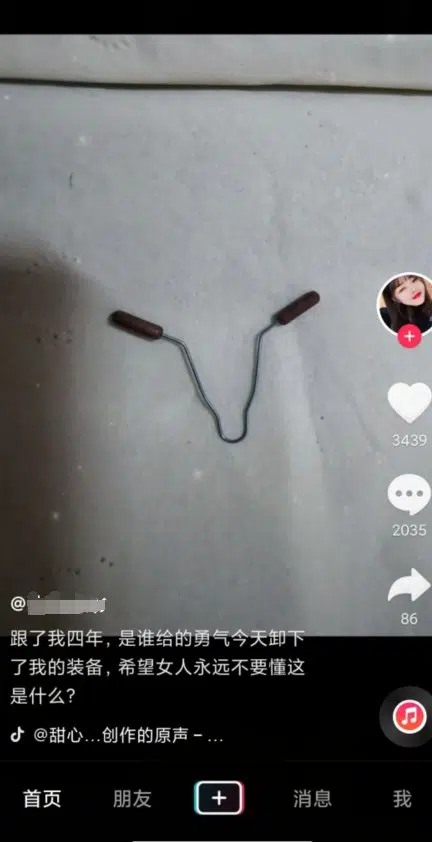 3439
2035
86
@
跟了我四年，是谁给的勇气今天卸下
了我的装备，希望女人永远不要懂这
是什么？
@甜心...创作的原声 – ...
首页 朋友 消息 我